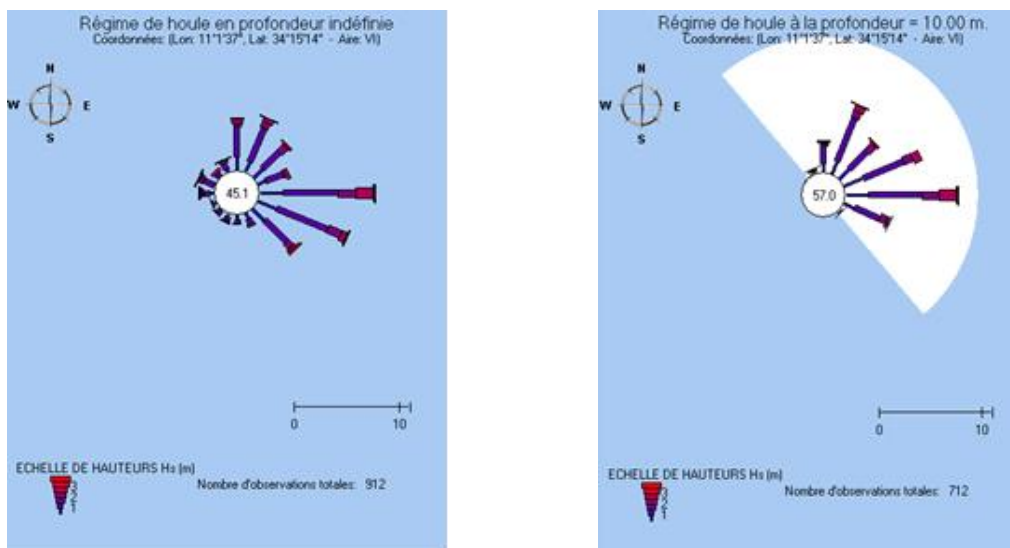 Régime de houle en profondeur indéfinie
Coordonnées: (Lon: 11°1'37", Lat: 34°15'14" - Aire: VI)
N
W E
S
45.1
0 10
ECHELLE DE HAUTEURS Hs (m)
3
2
1
Nombre d'observations totales: 912
Régime de houle à la profondeur = 10.00 m.
Coordonnées: (Lon: 11°1'37", Lat: 34°15'14" - Aire: VI)
N
W E
S
57.0
0 10
ECHELLE DE HAUTEURS Hs (m)
3
2
1
Nombre d'observations totales: 712